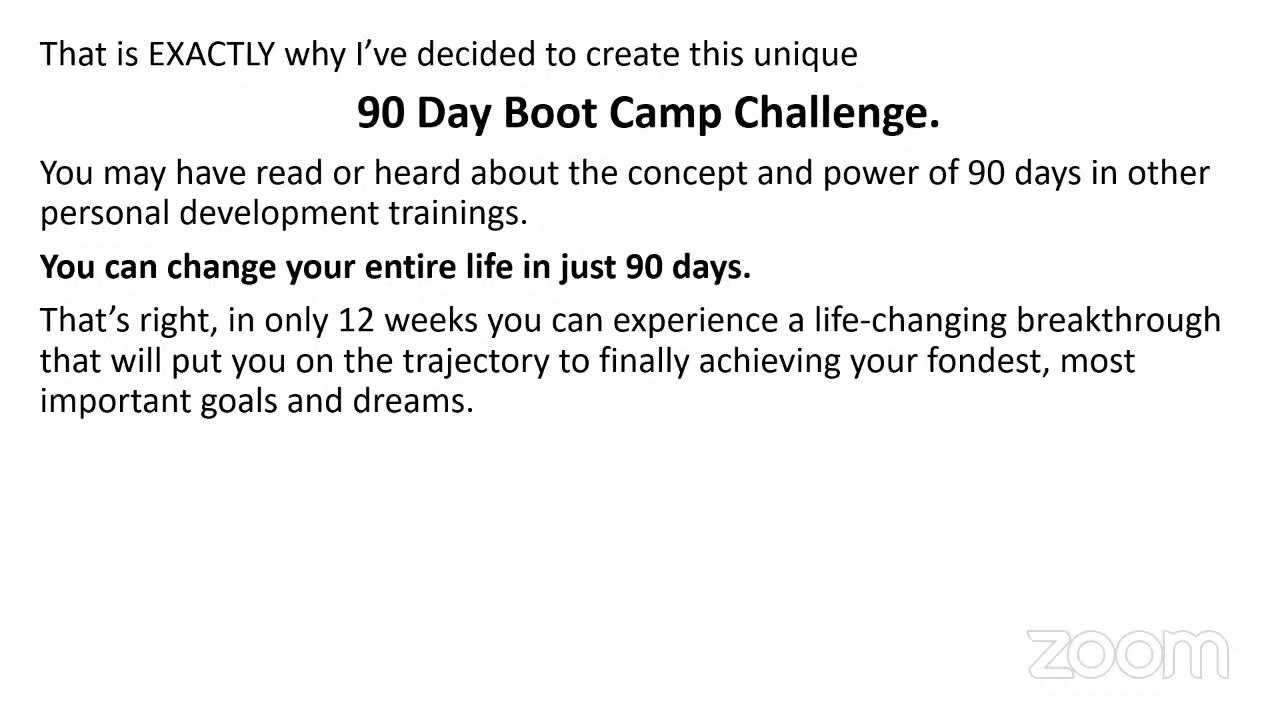 That is EXACTLY why I’ve decided to create this unique
90 Day Boot Camp Challenge.
You may have read or heard about the concept and power of 90 days in other
personal development trainings.
You can change your entire life in just 90 days.
That’s right, in only 12 weeks you can experience a life-changing breakthrough
that will put you on the trajectory to finally achieving your fondest, most
important goals and dreams.
zoom